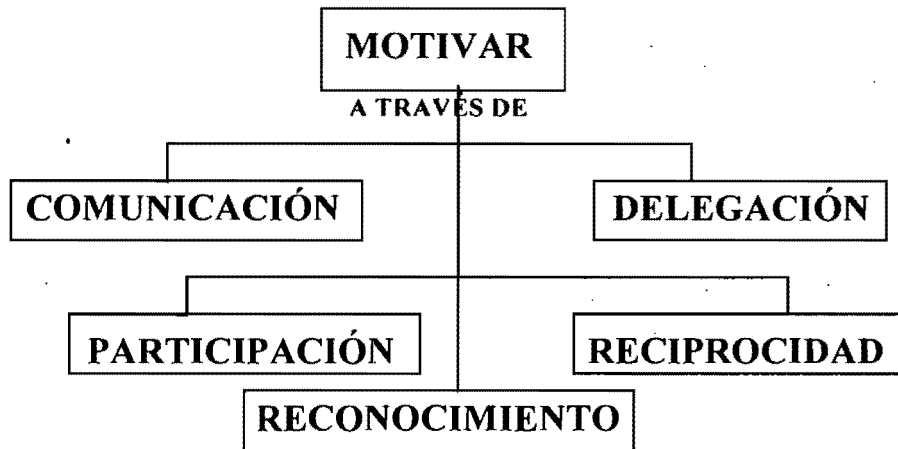 MOTIVAR
A TRAVÉS DE
COMUNICACIÓN
DELEGACIÓN
PARTICIPACIÓN
RECIPROCIDAD
RECONOCIMIENTO